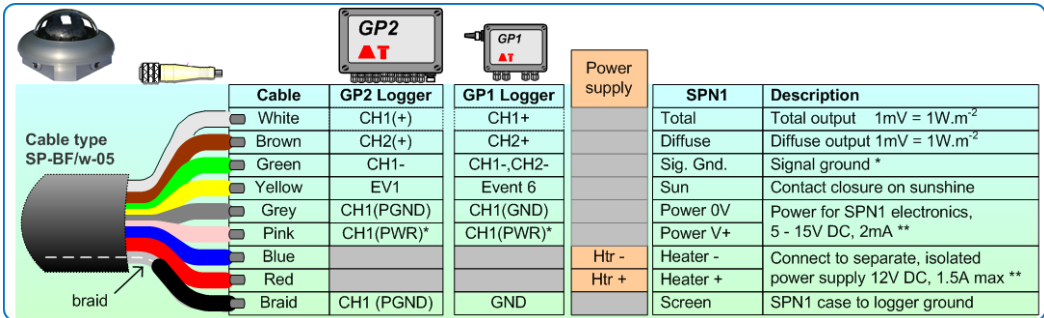 GP2
ΔT
GP1
ΔT
Power
supply
Cable GP2 Logger GP1 Logger SPN1 Description
White CH1(+) CH1+ Total Total output 1mV = 1W.m⁻²
Cable type
SP-BF/w-05
Brown CH2(+) CH2+ Diffuse Diffuse output 1mV = 1W.m⁻²
Green CH1- CH1-,CH2- Sig. Gnd. Signal ground *
Yellow EV1 Event 6 Sun Contact closure on sunshine
Grey CH1(PGND) CH1(GND) Power 0V Power for SPN1 electronics,
Pink CH1(PWR)* CH1(PWR)* Power V+ 5 - 15V DC, 2mA **
Blue Htr - Heater - Connect to separate, isolated
Red Htr + Heater + power supply 12V DC, 1.5A max **
braid
Braid CH1 (PGND) GND Screen SPN1 case to logger ground